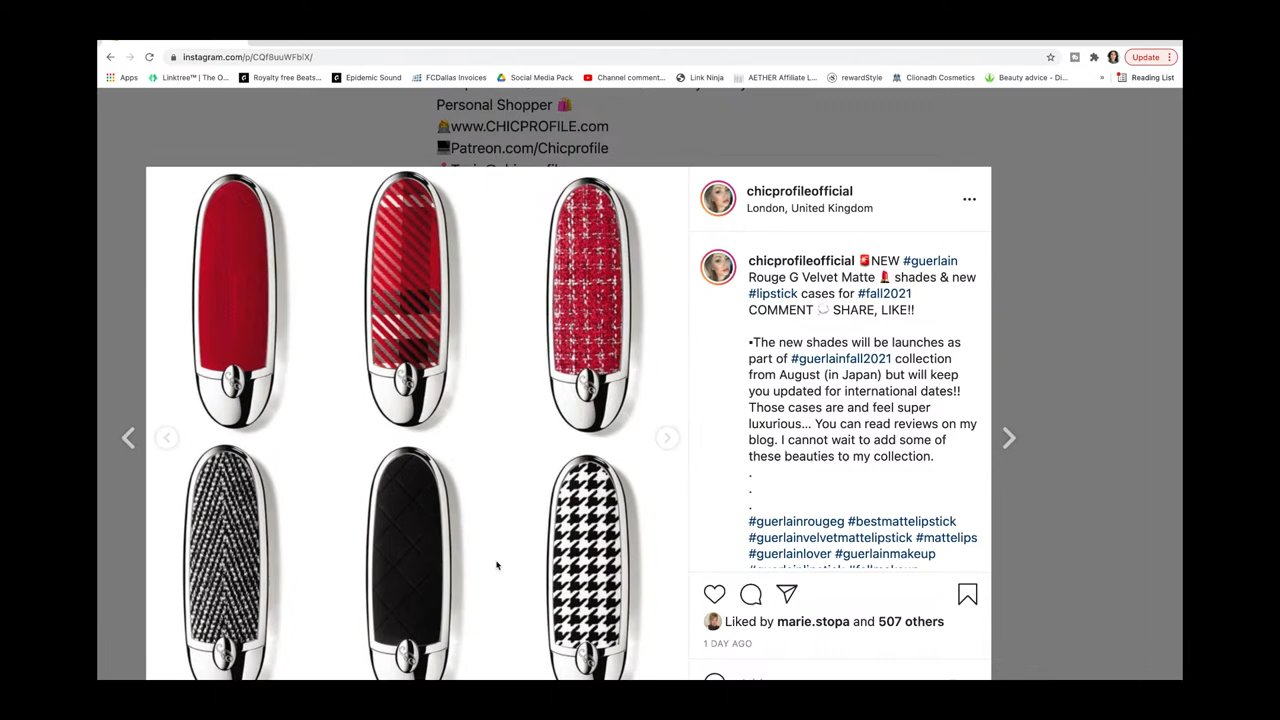 instagram.com/p/CQf8uuWFblX/
Update
Apps
Linktree™ | The O...
Royalty free Beats...
Epidemic Sound
FCDallas Invoices
Social Media Pack
Channel comment...
Link Ninja
AETHER Affiliate L...
rewardStyle
Clionadh Cosmetics
Beauty advice - Di...
»
Reading List
Personal Shopper 🛍️
www.CHICPROFILE.com
Patreon.com/Chicprofile
chicprofileofficial
London, United Kingdom
chicprofileofficial 🚨NEW #guerlain
Rouge G Velvet Matte 💄 shades & new
#lipstick cases for #fall2021
COMMENT 💭 SHARE, LIKE!!
▪The new shades will be launches as
part of #guerlainfall2021 collection
from August (in Japan) but will keep
you updated for international dates!!
Those cases are and feel super
luxurious... You can read reviews on my
blog. I cannot wait to add some of
these beauties to my collection.
.
.
.
#guerlainrougeg #bestmattelipstick
#guerlainvelvetmattelipstick #mattelips
#guerlainlover #guerlainmakeup
Liked by marie.stopa and 507 others
1 DAY AGO